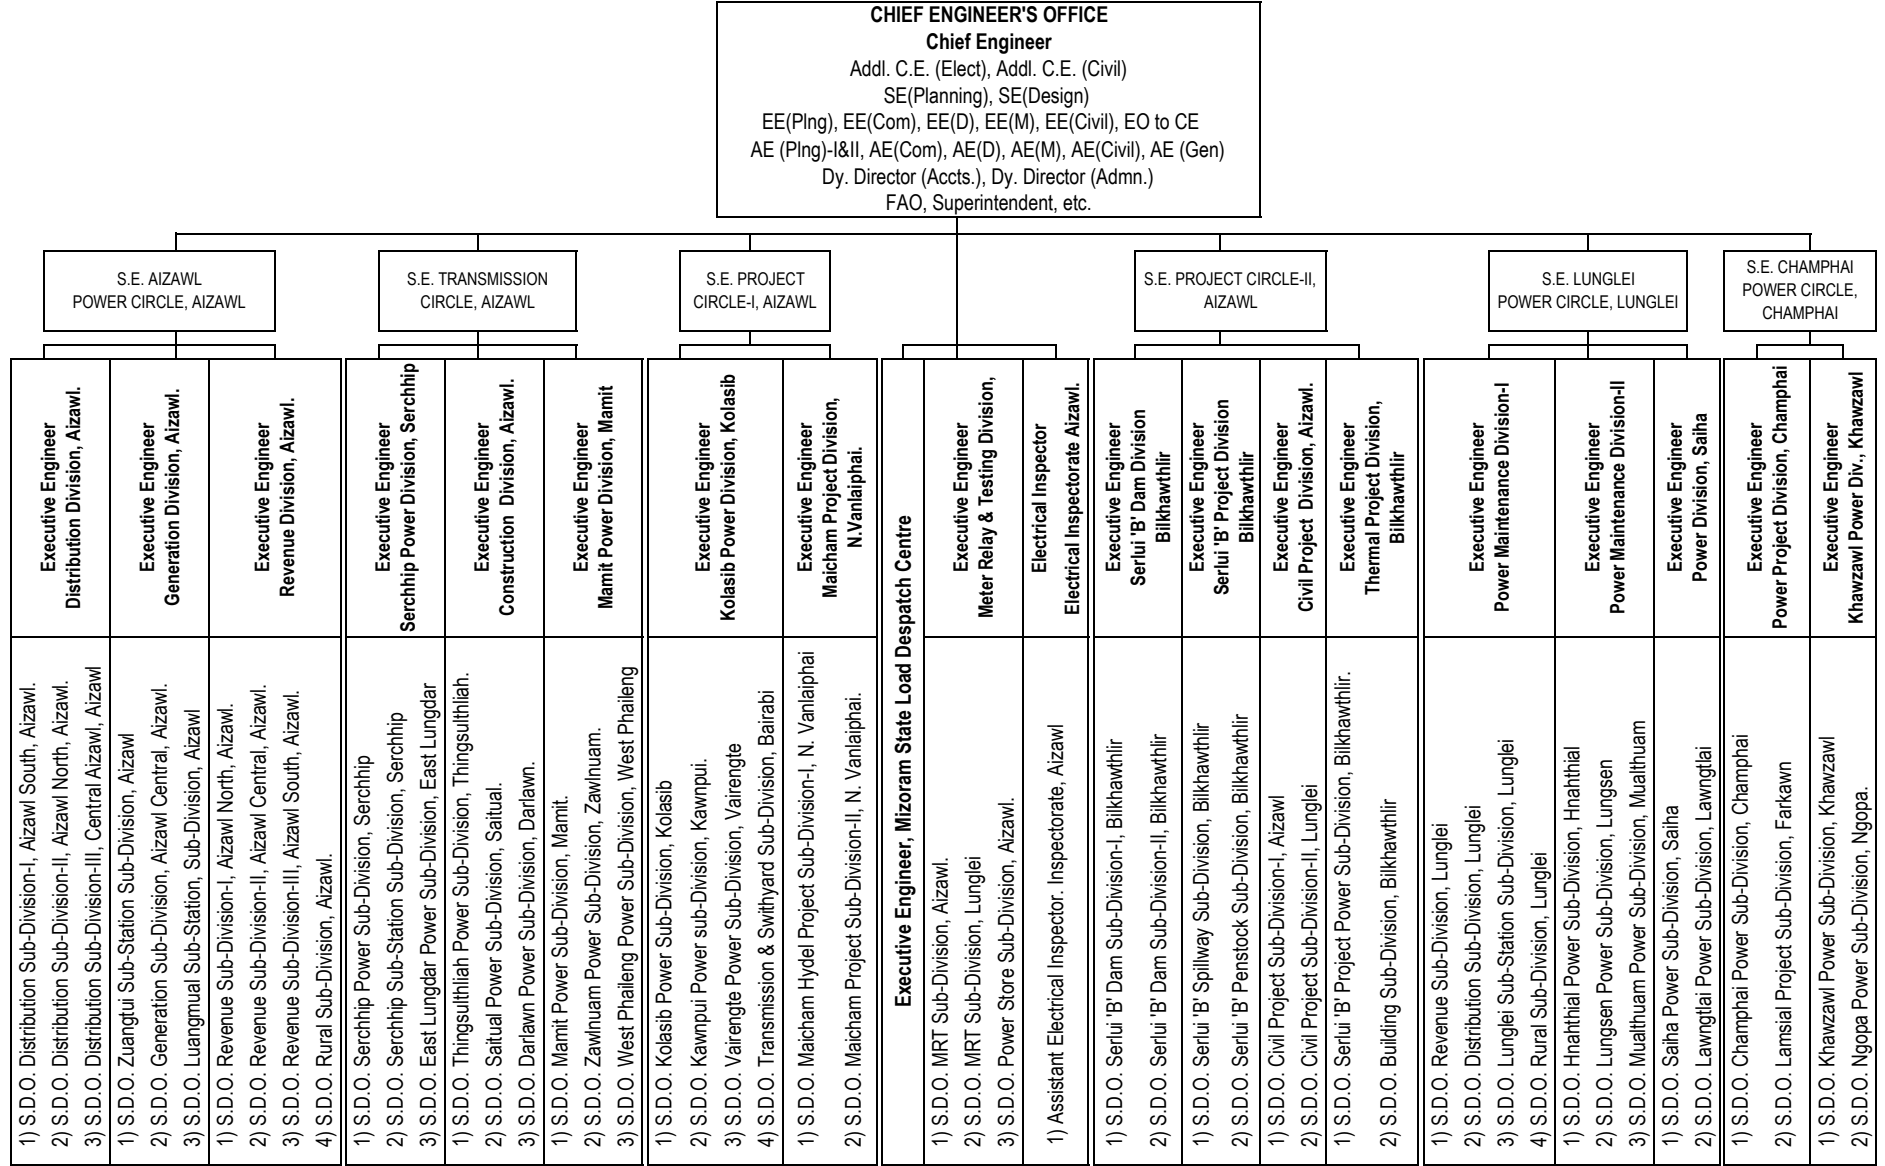 CHIEF ENGINEER'S OFFICE
Chief Engineer
Addl. C.E. (Elect), Addl. C.E. (Civil)
SE(Planning), SE(Design)
EE(Plng), EE(Com), EE(D), EE(M), EE(Civil), EO to CE
AE (Plng)-I&II, AE(Com), AE(D), AE(M), AE(Civil), AE (Gen)
Dy. Director (Accts.), Dy. Director (Admn.)
FAO, Superintendent, etc.
S.E. AIZAWL
POWER CIRCLE, AIZAWL
S.E. TRANSMISSION
CIRCLE, AIZAWL
S.E. PROJECT
CIRCLE-I, AIZAWL
S.E. PROJECT CIRCLE-II,
AIZAWL
S.E. LUNGLEI
POWER CIRCLE, LUNGLEI
S.E. CHAMPHAI
POWER CIRCLE,
CHAMPHAI
Executive Engineer
Distribution Division, Aizawl.
1) S.D.O. Distribution Sub-Division-I, Aizawl South, Aizawl.
2) S.D.O. Distribution Sub-Division-II, Aizawl North, Aizawl.
3) S.D.O. Distribution Sub-Division-III, Central Aizawl, Aizawl
Executive Engineer
Generation Division, Aizawl.
1) S.D.O. Zuangtui Sub-Station Sub-Division, Aizawl
2) S.D.O. Generation Sub-Division, Aizawl Central, Aizawl.
3) S.D.O. Luangmual Sub-Station, Sub-Division, Aizawl
Executive Engineer
Revenue Division, Aizawl.
1) S.D.O. Revenue Sub-Division-I, Aizawl North, Aizawl.
2) S.D.O. Revenue Sub-Division-II, Aizawl Central, Aizawl.
3) S.D.O. Revenue Sub-Division-III, Aizawl South, Aizawl.
4) S.D.O. Rural Sub-Division, Aizawl.
Executive Engineer
Serchhip Power Division, Serchhip
1) S.D.O. Serchhip Power Sub-Division, Serchhip
2) S.D.O. Serchhip Sub-Station Sub-Division, Serchhip
3) S.D.O. East Lungdar Power Sub-Division, East Lungdar
Executive Engineer
Construction Division, Aizawl.
1) S.D.O. Thingsulthliah Power Sub-Division, Thingsulthliah.
2) S.D.O. Saitual Power Sub-Division, Saitual.
3) S.D.O. Darlawn Power Sub-Division, Darlawn.
Executive Engineer
Mamit Power Division, Mamit
1) S.D.O. Mamit Power Sub-Division, Mamit.
2) S.D.O. Zawlnuam Power Sub-Division, Zawlnuam.
3) S.D.O. West Phaileng Power Sub-Division, West Phaileng
Executive Engineer
Kolasib Power Division, Kolasib
1) S.D.O. Kolasib Power Sub-Division, Kolasib
2) S.D.O. Kawnpui Power sub-Division, Kawnpui.
3) S.D.O. Vairengte Power Sub-Division, Vairengte
4) S.D.O. Transmission & Swithyard Sub-Division, Bairabi
Executive Engineer
Maicham Project Division,
N.Vanlaiphai.
1) S.D.O. Maicham Hydel Project Sub-Division-I, N. Vanlaiphai
2) S.D.O. Maicham Project Sub-Division-II, N. Vanlaiphai.
Executive Engineer, Mizoram State Load Despatch Centre
Executive Engineer
Meter Relay & Testing Division,
1) S.D.O. MRT Sub-Division, Aizawl.
2) S.D.O. MRT Sub-Division, Lunglei
3) S.D.O. Power Store Sub-Division, Aizawl.
Electrical Inspector
Electrical Inspectorate Aizawl.
1) Assistant Electrical Inspector. Inspectorate, Aizawl
Executive Engineer
Serlui 'B' Dam Division
Bilkhawthlir
1) S.D.O. Serlui 'B' Dam Sub-Division-I, Bilkhawthlir
2) S.D.O. Serlui 'B' Dam Sub-Division-II, Bilkhawthlir
Executive Engineer
Serlui 'B' Project Division
Bilkhawthlir
1) S.D.O. Serlui 'B' Spillway Sub-Division, Bilkhawthlir
2) S.D.O. Serlui 'B' Penstock Sub-Division, Bilkhawthlir
Executive Engineer
Civil Project Division, Aizawl.
1) S.D.O. Civil Project Sub-Division-I, Aizawl
2) S.D.O. Civil Project Sub-Division-II, Lunglei
Executive Engineer
Thermal Project Division,
Bilkhawthlir
1) S.D.O. Serlui 'B' Project Power Sub-Division, Bilkhawthlir.
2) S.D.O. Building Sub-Division, Bilkhawthlir
Executive Engineer
Power Maintenance Division-I
1) S.D.O. Revenue Sub-Division, Lunglei
2) S.D.O. Distribution Sub-Division, Lunglei
3) S.D.O. Lunglei Sub-Station Sub-Division, Lunglei
4) S.D.O. Rural Sub-Division, Lunglei
Executive Engineer
Power Maintenance Division-II
1) S.D.O. Hnahthial Power Sub-Division, Hnahthial
2) S.D.O. Lungsen Power Sub-Division, Lungsen
3) S.D.O. Mualthuam Power Sub-Division, Mualthuam
Executive Engineer
Power Division, Saiha
1) S.D.O. Saiha Power Sub-Division, Saiha
2) S.D.O. Lawngtlai Power Sub-Division, Lawngtlai
Executive Engineer
Power Project Division, Champhai
1) S.D.O. Champhai Power Sub-Division, Champhai
2) S.D.O. Lamsial Project Sub-Division, Farkawn
Executive Engineer
Khawzawl Power Div., Khawzawl
1) S.D.O. Khawzawl Power Sub-Division, Khawzawl
2) S.D.O. Ngopa Power Sub-Division, Ngopa.